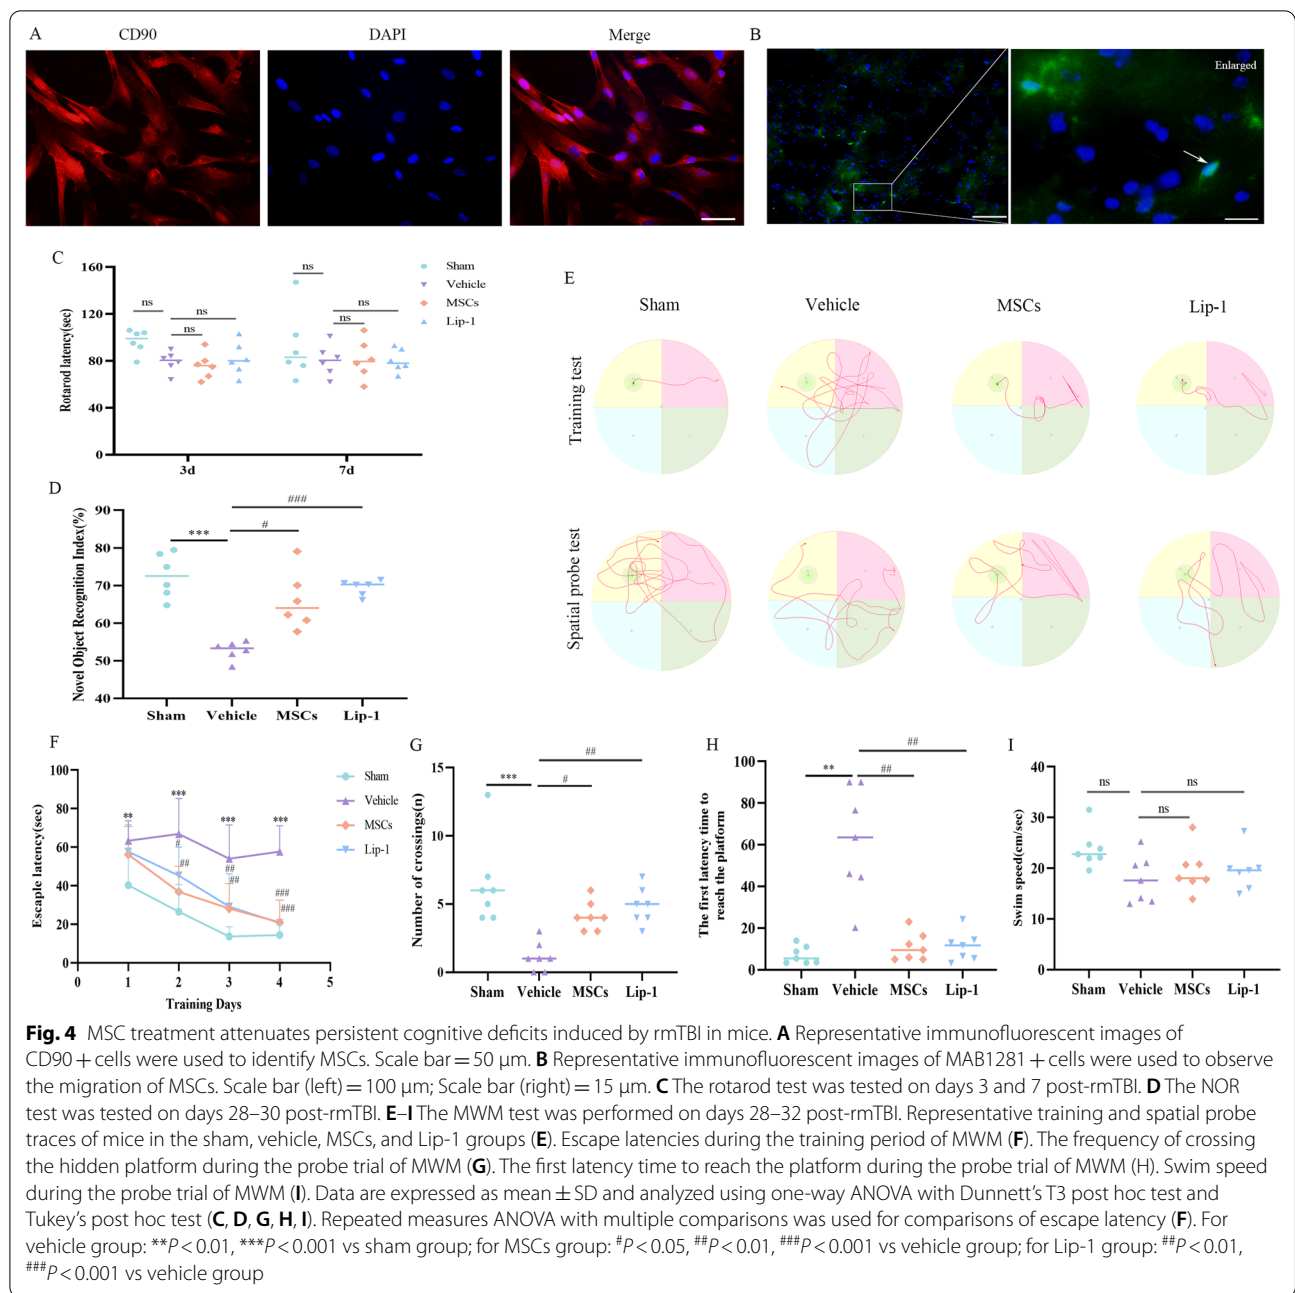 A
CD90
DAPI
Merge
B
Enlarged
C
160
120
80
40
0
Rotarod latency(sec)
ns
ns
ns
ns
ns
ns
3d
7d
Sham
Vehicle
MSCs
Lip-1
D
90
80
70
60
50
40
Novel Object Recognition Index(%)
***
#
###
Sham
Vehicle
MSCs
Lip-1
E
Sham
Vehicle
MSCs
Lip-1
Training test
Spatial probe test
F
100
80
60
40
20
0
Escaple latency(sec)
**
***
***
***
#
##
##
##
###
###
0
1
2
3
4
5
Training Days
Sham
Vehicle
MSCs
Lip-1
G
15
10
5
0
Number of crossings(n)
***
#
##
Sham
Vehicle
MSCs
Lip-1
H
100
80
60
40
20
0
The first latency time to
reach the platform
**
##
##
Sham
Vehicle
MSCs
Lip-1
I
40
30
20
10
0
Swim speed(cm/sec)
ns
ns
ns
Sham
Vehicle
MSCs
Lip-1
Fig. 4 MSC treatment attenuates persistent cognitive deficits induced by rmTBI in mice. A Representative immunofluorescent images of
CD90 + cells were used to identify MSCs. Scale bar = 50 μm. B Representative immunofluorescent images of MAB1281 + cells were used to observe
the migration of MSCs. Scale bar (left) = 100 μm; Scale bar (right) = 15 μm. C The rotarod test was tested on days 3 and 7 post-rmTBI. D The NOR
test was tested on days 28–30 post-rmTBI. E–I The MWM test was performed on days 28–32 post-rmTBI. Representative training and spatial probe
traces of mice in the sham, vehicle, MSCs, and Lip-1 groups (E). Escape latencies during the training period of MWM (F). The frequency of crossing
the hidden platform during the probe trial of MWM (G). The first latency time to reach the platform during the probe trial of MWM (H). Swim speed
during the probe trial of MWM (I). Data are expressed as mean ± SD and analyzed using one-way ANOVA with Dunnett's T3 post hoc test and
Tukey's post hoc test (C, D, G, H, I). Repeated measures ANOVA with multiple comparisons was used for comparisons of escape latency (F). For
vehicle group: **P < 0.01, ***P < 0.001 vs sham group; for MSCs group: #P < 0.05, ##P < 0.01, ###P < 0.001 vs vehicle group; for Lip-1 group: ##P < 0.01,
###P < 0.001 vs vehicle group